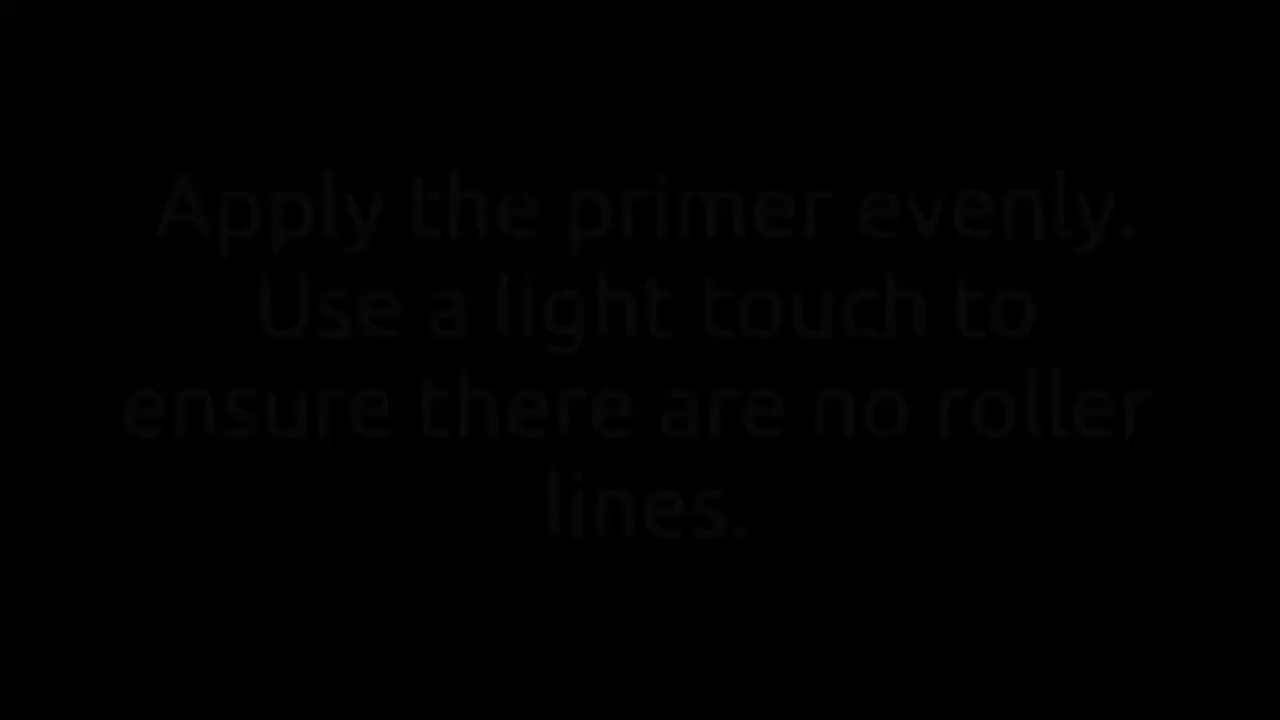 Apply the primer evenly.
Use a light touch to
ensure there are no roller
lines.